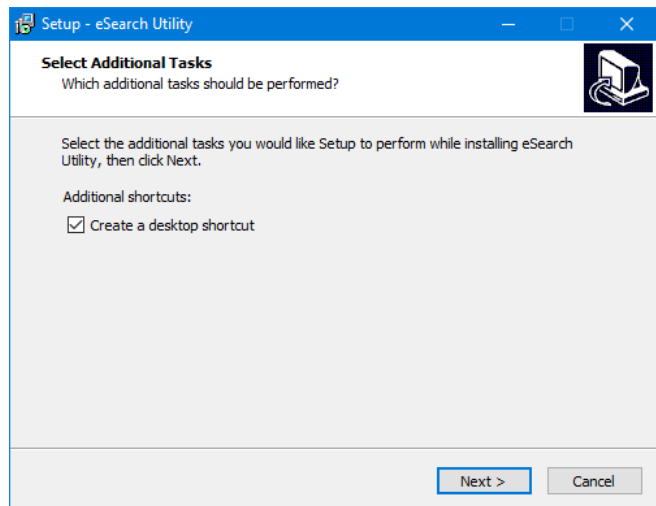 Setup - eSearch Utility
Select Additional Tasks
Which additional tasks should be performed?
Select the additional tasks you would like Setup to perform while installing eSearch
Utility, then click Next.
Additional shortcuts:
Create a desktop shortcut
Next >
Cancel